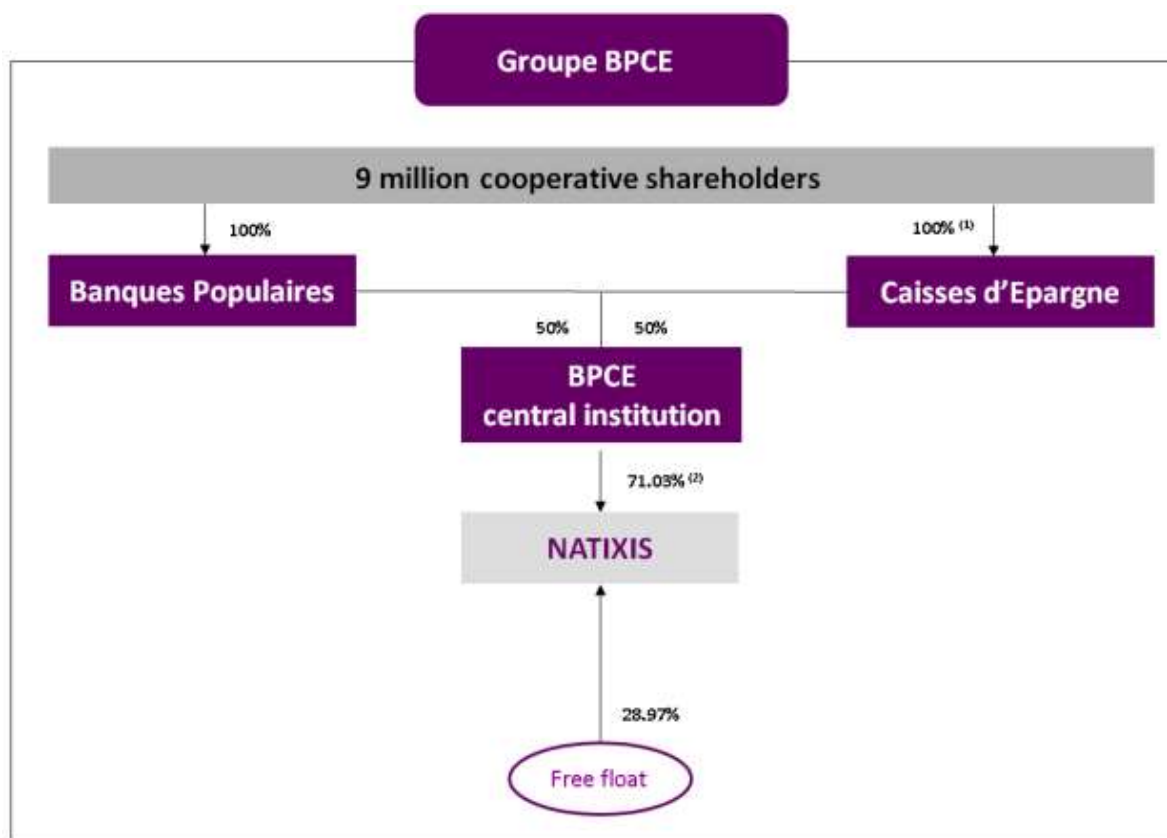 Groupe BPCE
9 million cooperative shareholders
100%
100% (1)
Banques Populaires
Caisses d'Epargne
50%
50%
BPCE
central institution
71.03% (2)
NATIXIS
28.97%
Free float